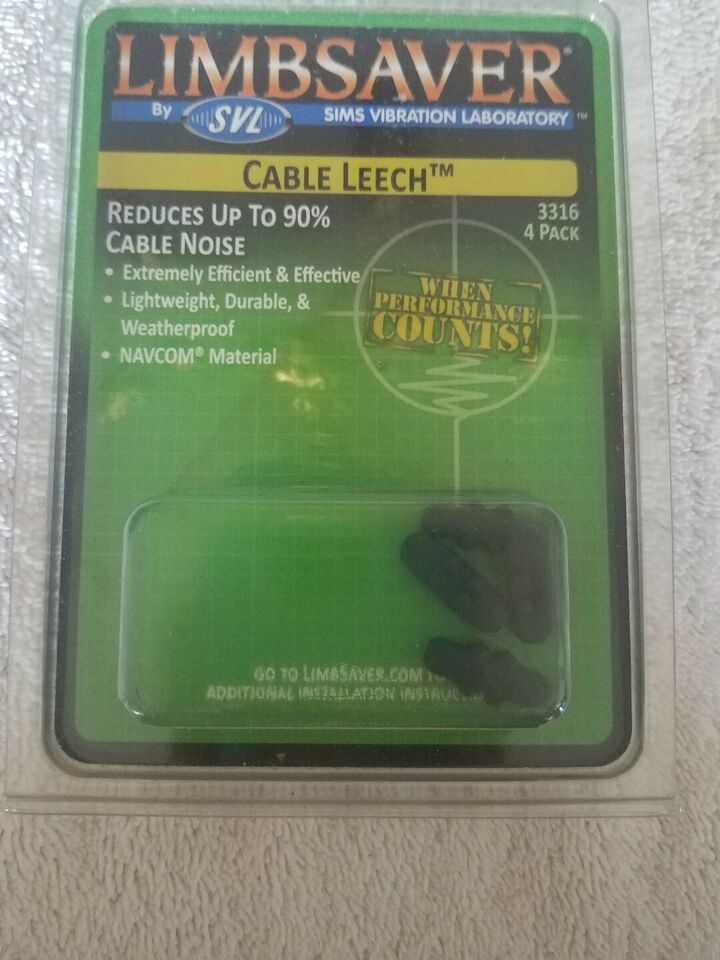 LIMBSAVER®
By SVL SIMS VIBRATION LABORATORY™
CABLE LEECH™
REDUCES UP TO 90%
CABLE NOISE
3316
4 PACK
• Extremely Efficient & Effective
• Lightweight, Durable, &
Weatherproof
• NAVCOM® Material
WHEN
PERFORMANCE
COUNTS!
GO TO LIMBSAVER.COM
ADDITIONAL INSTALLATION